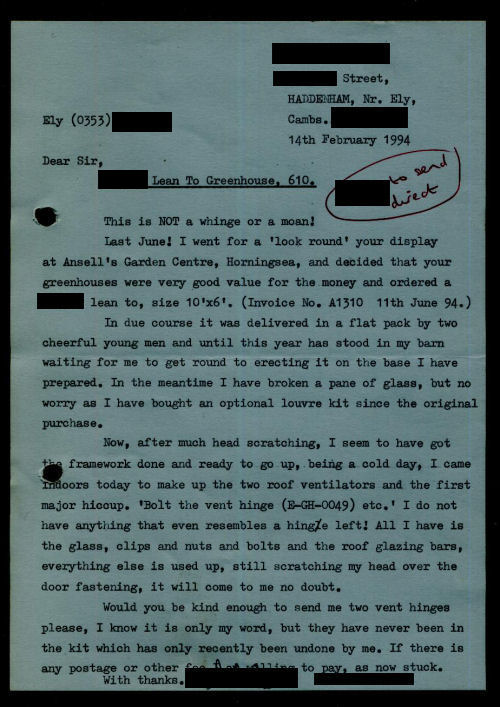 Street,
HADDENHAM, Nr. Ely,
Ely (0353)
Cambs.
14th February 1994
Dear Sir,
Lean To Greenhouse, 610.
to send
direct
This is NOT a whinge or a moan!
Last June! I went for a 'look round' your display
at Ansell's Garden Centre, Horningsea, and decided that your
greenhouses were very good value for the money and ordered a
lean to, size 10'x6'. (Invoice No. A1310 11th June 94.)
In due course it was delivered in a flat pack by two
cheerful young men and until this year has stood in my barn
waiting for me to get round to erecting it on the base I have
prepared. In the meantime I have broken a pane of glass, but no
worry as I have bought an optional louvre kit since the original
purchase.
Now, after much head scratching, I seem to have got
the framework done and ready to go up, being a cold day, I came
indoors today to make up the two roof ventilators and the first
major hiccup. 'Bolt the vent hinge (E-GH-0049) etc.' I do not
have anything that even resembles a hinge left! All I have is
the glass, clips and nuts and bolts and the roof glazing bars,
everything else is used up, still scratching my head over the
door fastening, it will come to me no doubt.
Would you be kind enough to send me two vent hinges
please, I know it is only my word, but they have never been in
the kit which has only recently been undone by me. If there is
any postage or other to pay, as now stuck.
With thanks.